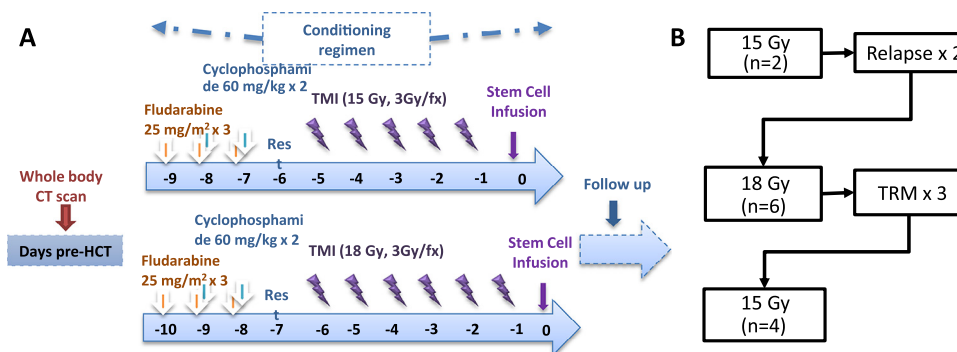 A
Conditioning
regimen
Cyclophosphami
de 60 mg/kg x 2
TMI (15 Gy, 3Gy/fx)
Stem Cell
Infusion
Fludarabine
25 mg/m² x 3
Res
t
-9 -8 -7 -6 -5 -4 -3 -2 -1 0
Whole body
CT scan
Days pre-HCT
Follow up
Cyclophosphami
de 60 mg/kg x 2
TMI (18 Gy, 3Gy/fx)
Stem Cell
Infusion
Fludarabine
25 mg/m² x 3
Res
t
-10 -9 -8 -7 -6 -5 -4 -3 -2 -1 0
B
15 Gy
(n=2)
Relapse x 2
18 Gy
(n=6)
TRM x 3
15 Gy
(n=4)